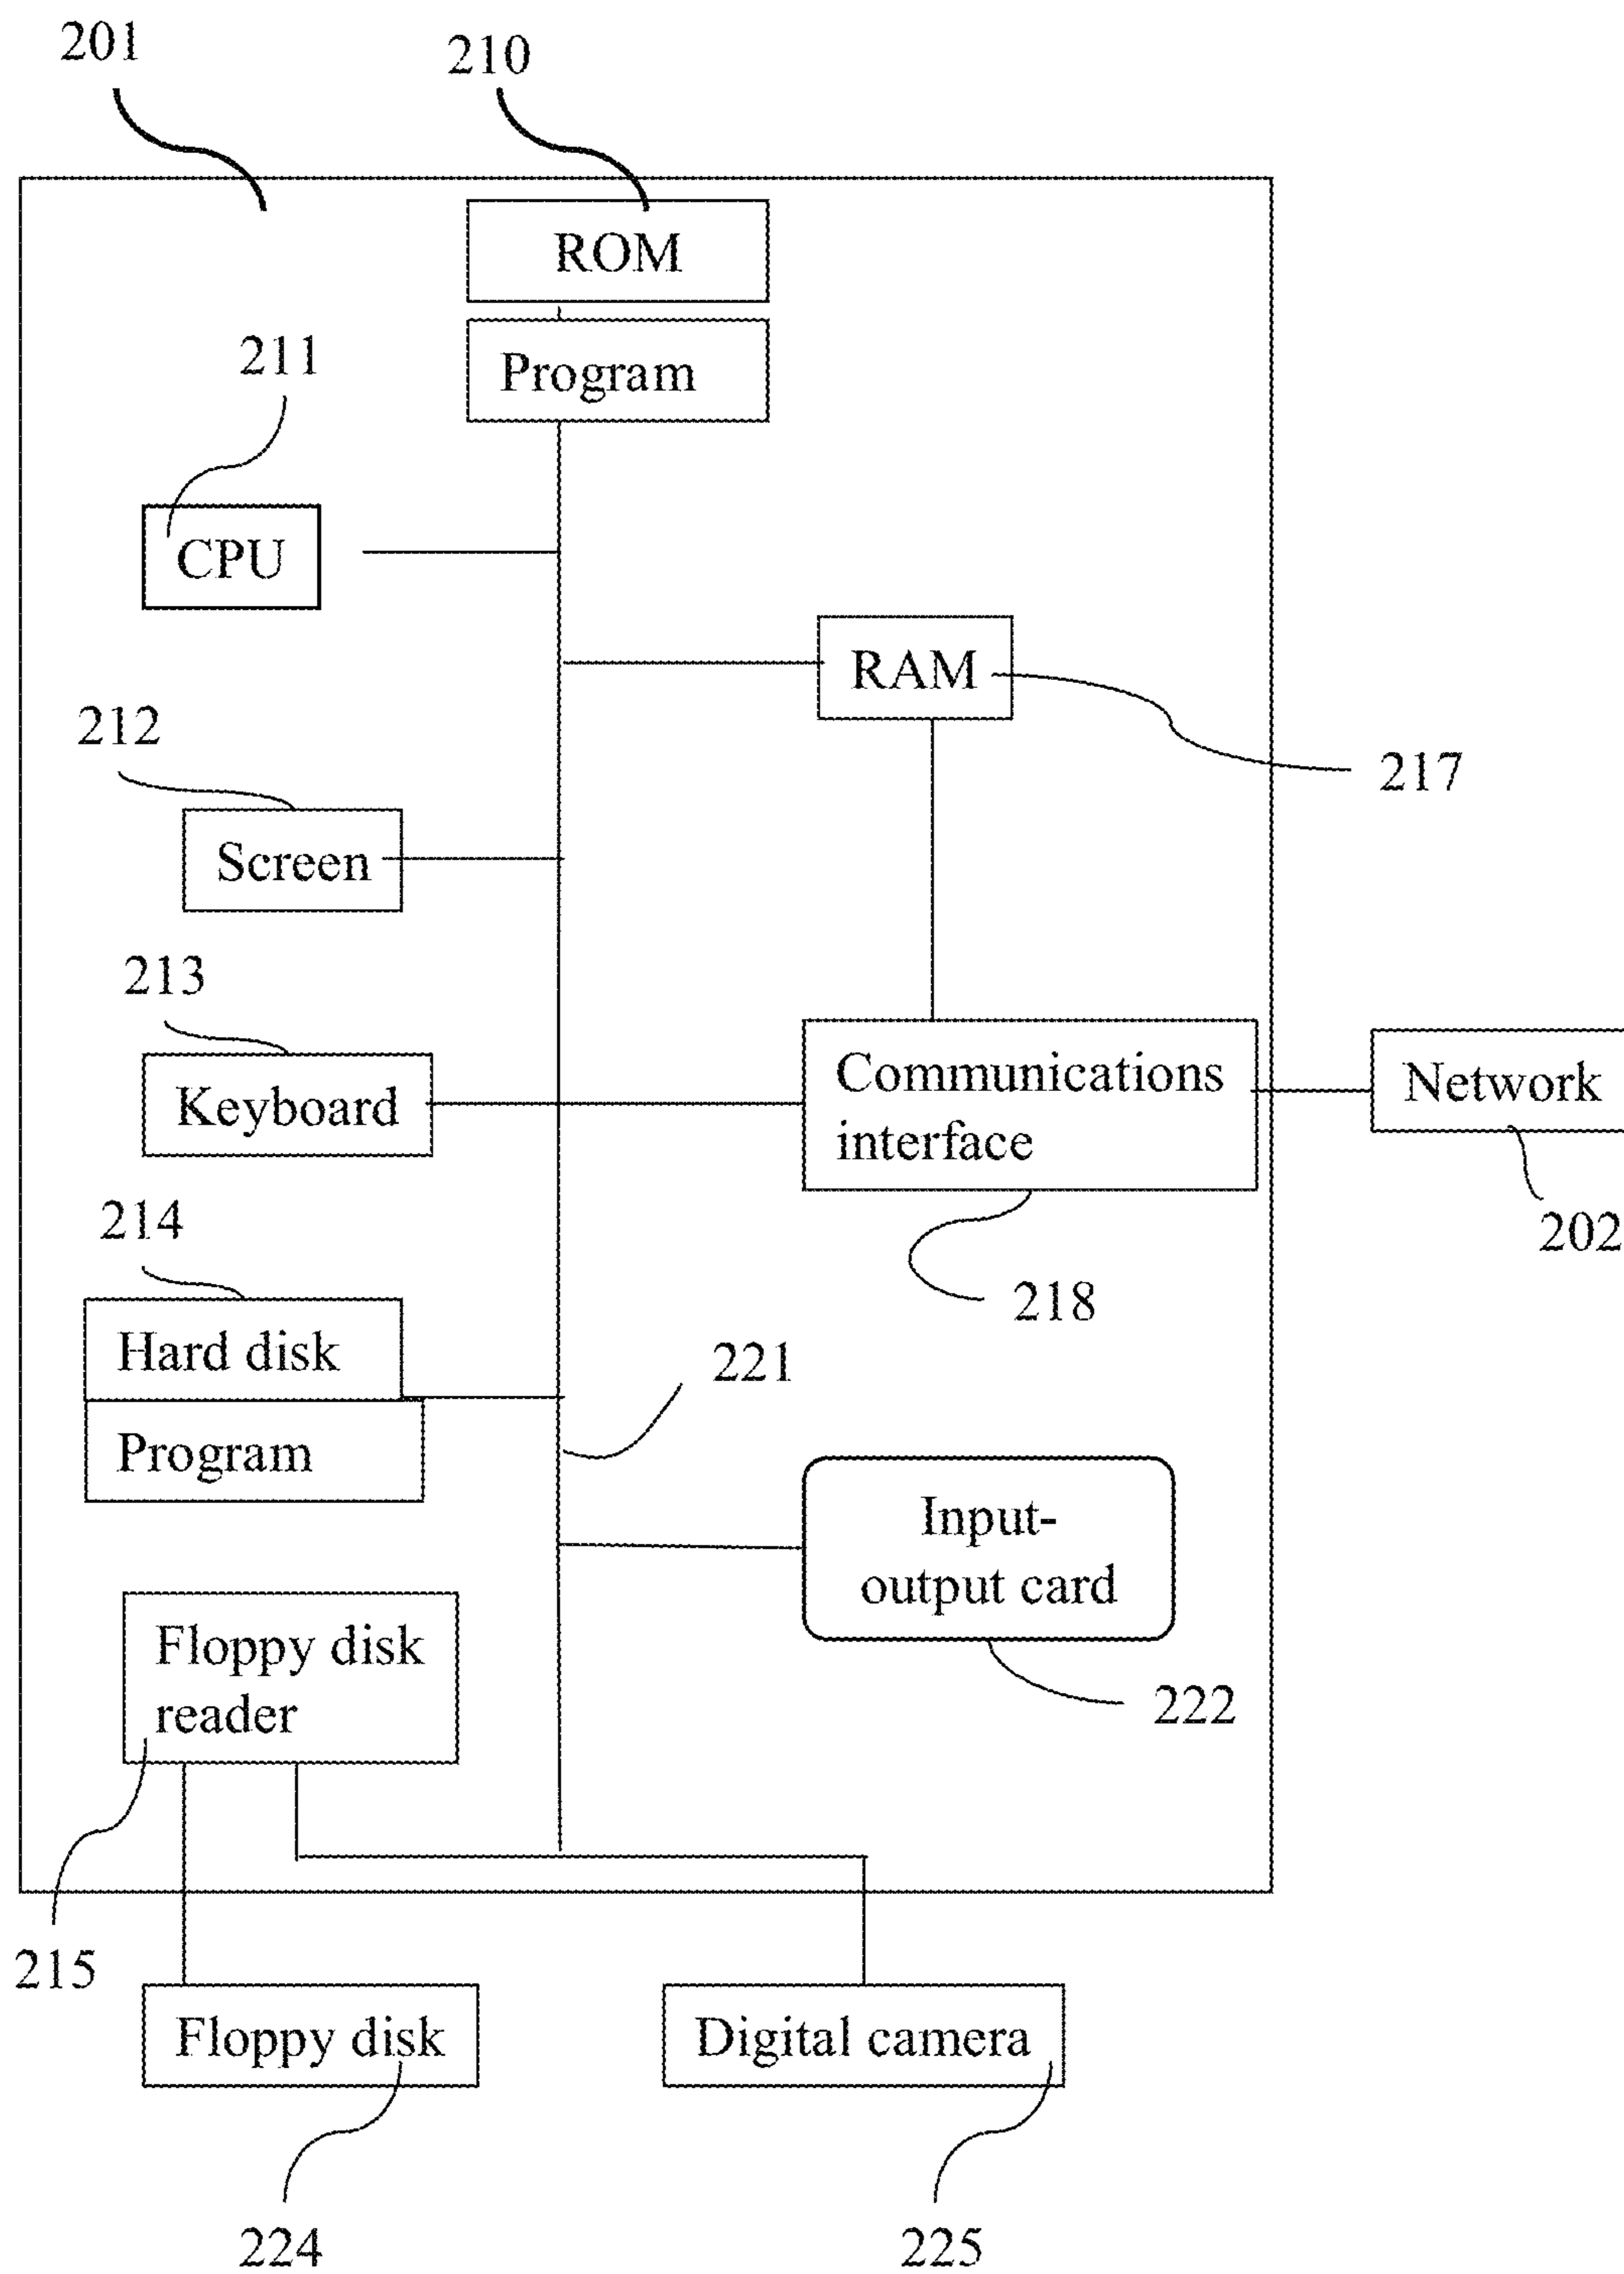 201
210
ROM
Program
211
CPU
RAM
217
212
Screen
213
Keyboard
Communications
interface
Network
202
214
218
Hard disk
Program
221
Input-
output card
222
Floppy disk
reader
215
Floppy disk
Digital camera
224
225